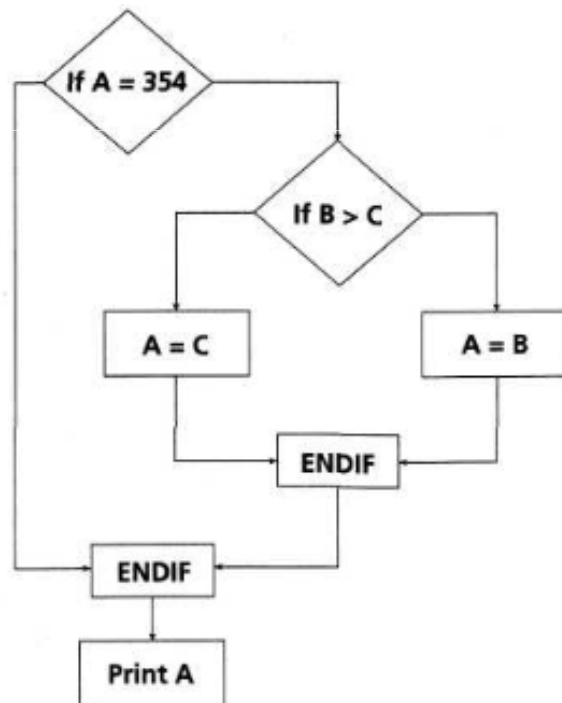 If A = 354
If B > C
A = C
A = B
ENDIF
ENDIF
Print A